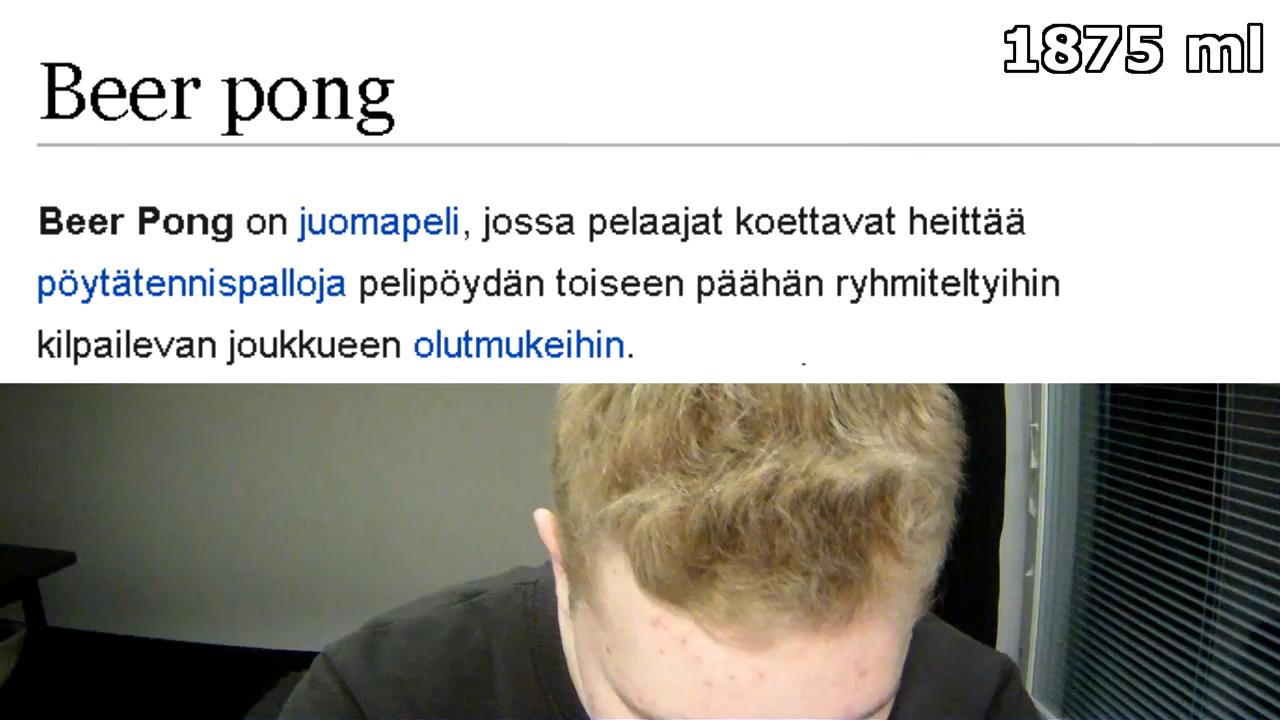 1875 ml
Beer pong
Beer Pong on juomapeli, jossa pelaajat koettavat heittää
pöytätennispalloja pelipöydän toiseen päähän ryhmiteltyihin
kilpailevan joukkueen olutmukeihin.